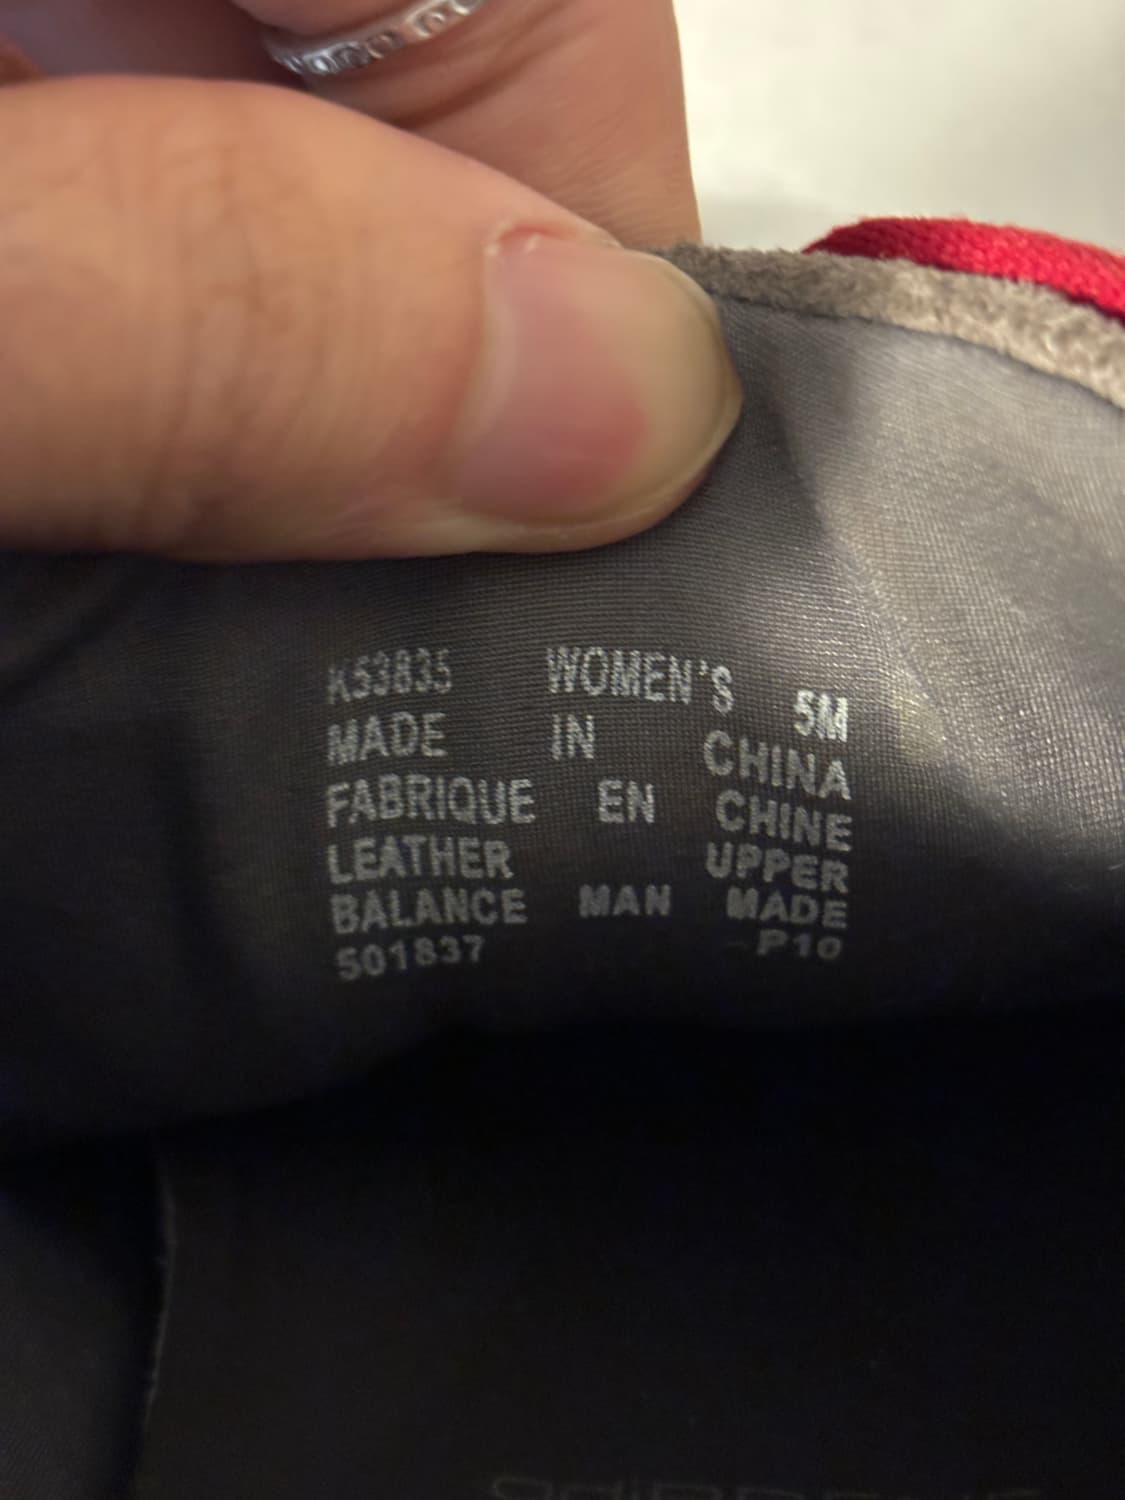 K53835 WOMEN'S 5M
MADE IN CHINA
FABRIQUE EN CHINE
LEATHER UPPER
BALANCE MAN MADE
501837 P10